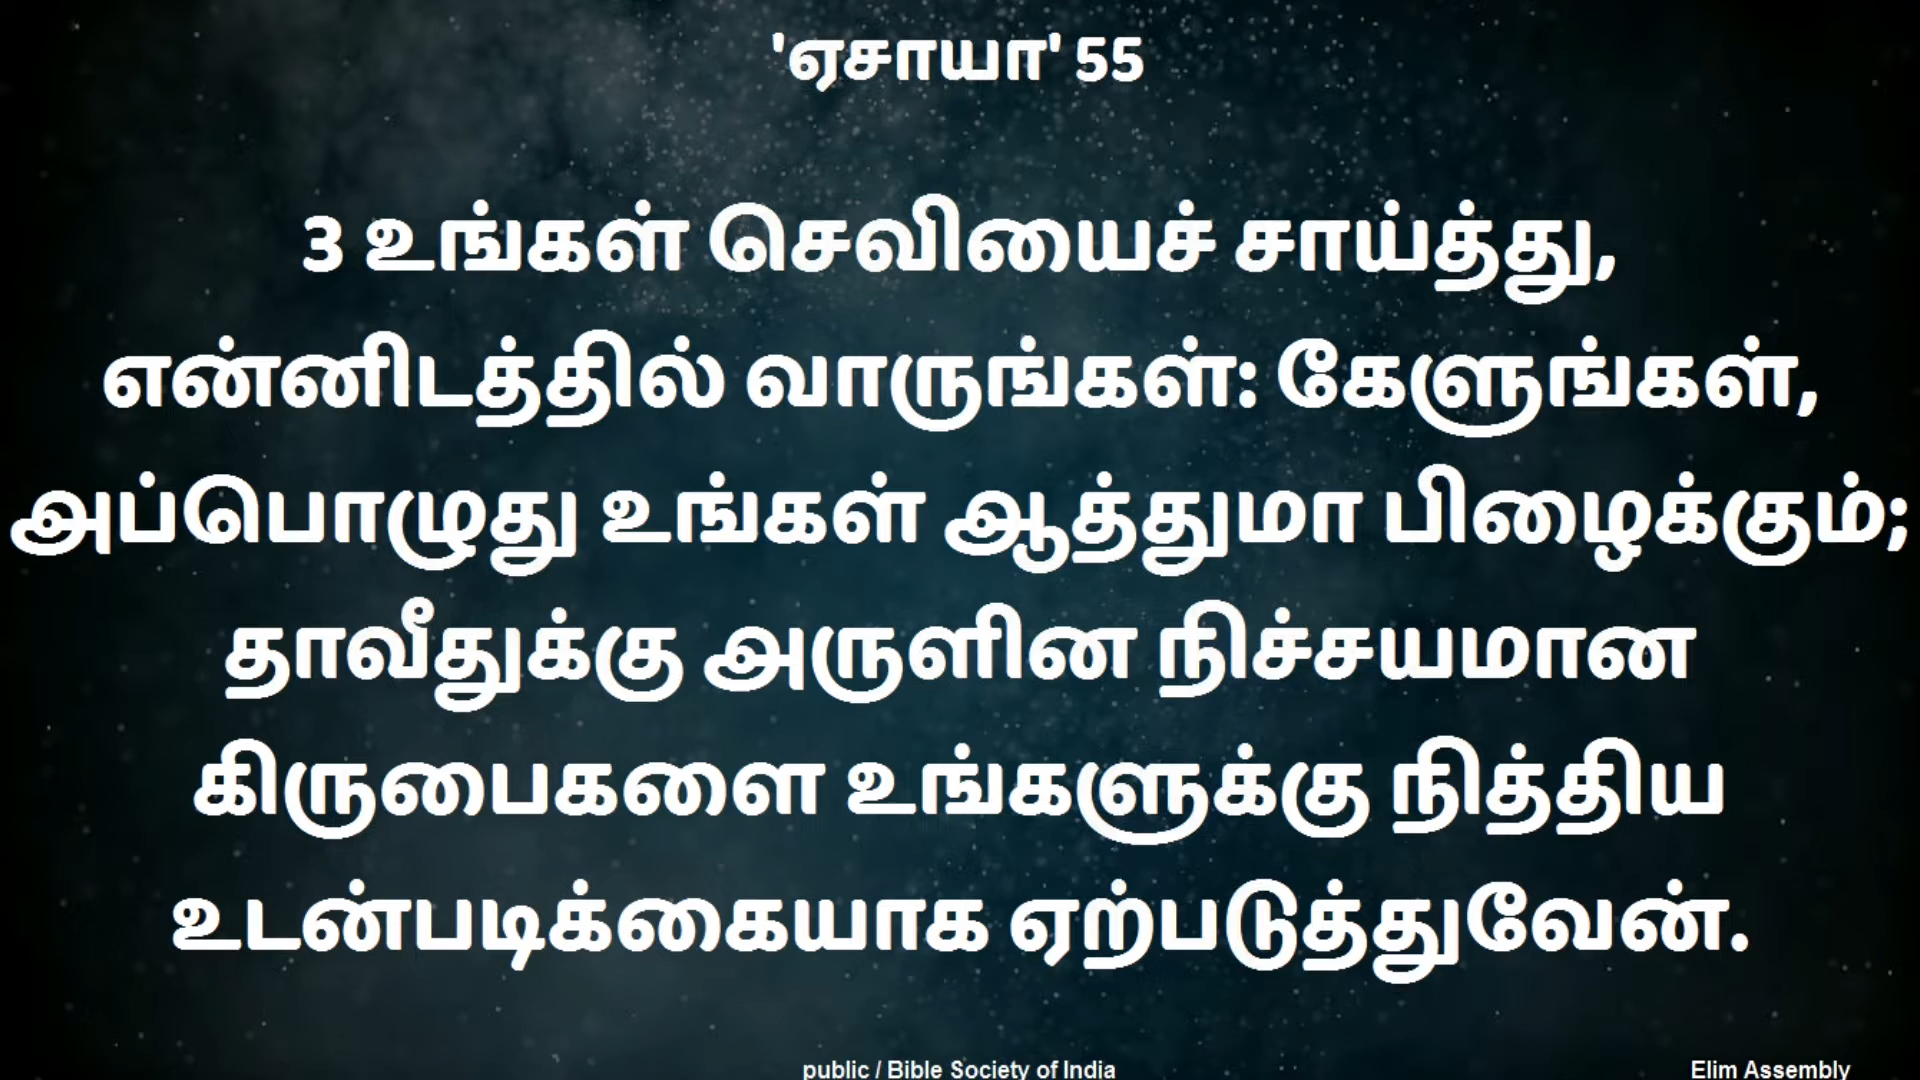 'ஏசாயா' 55
3 உங்கள் செவியைச் சாய்த்து,
என்னிடத்தில் வாருங்கள்: கேளுங்கள்,
அப்பொழுது உங்கள் ஆத்துமா பிழைக்கும்;
தாவீதுக்கு அருளின நிச்சயமான
கிருபைகளை உங்களுக்கு நித்திய
உடன்படிக்கையாக ஏற்படுத்துவேன்.
public / Bible Society of India
Elim Assembly